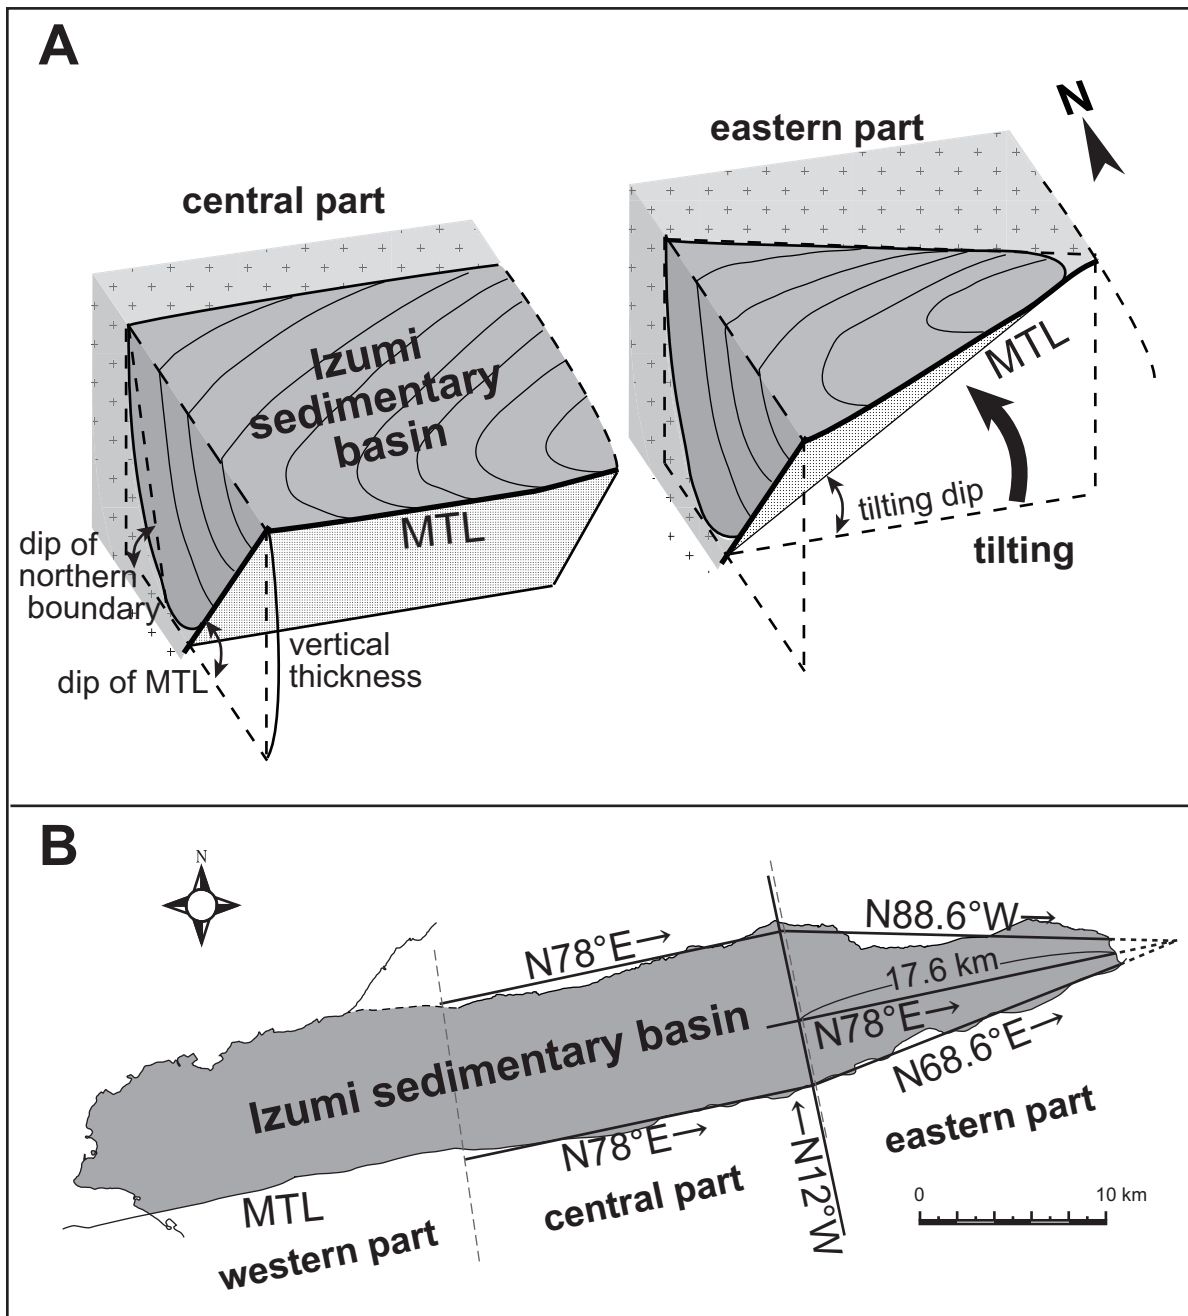 A
N
eastern part
central part
Izumi
sedimentary
basin
MTL
MTL
tilting dip
tilting
dip of
northern
boundary
vertical
thickness
dip of MTL
B
N
N88.6°W→
N78°E→
17.6 km
N78°E→
Izumi sedimentary basin
N68.6°E→
eastern part
N78°E→
←N12°W
central part
MTL
western part
0 10 km